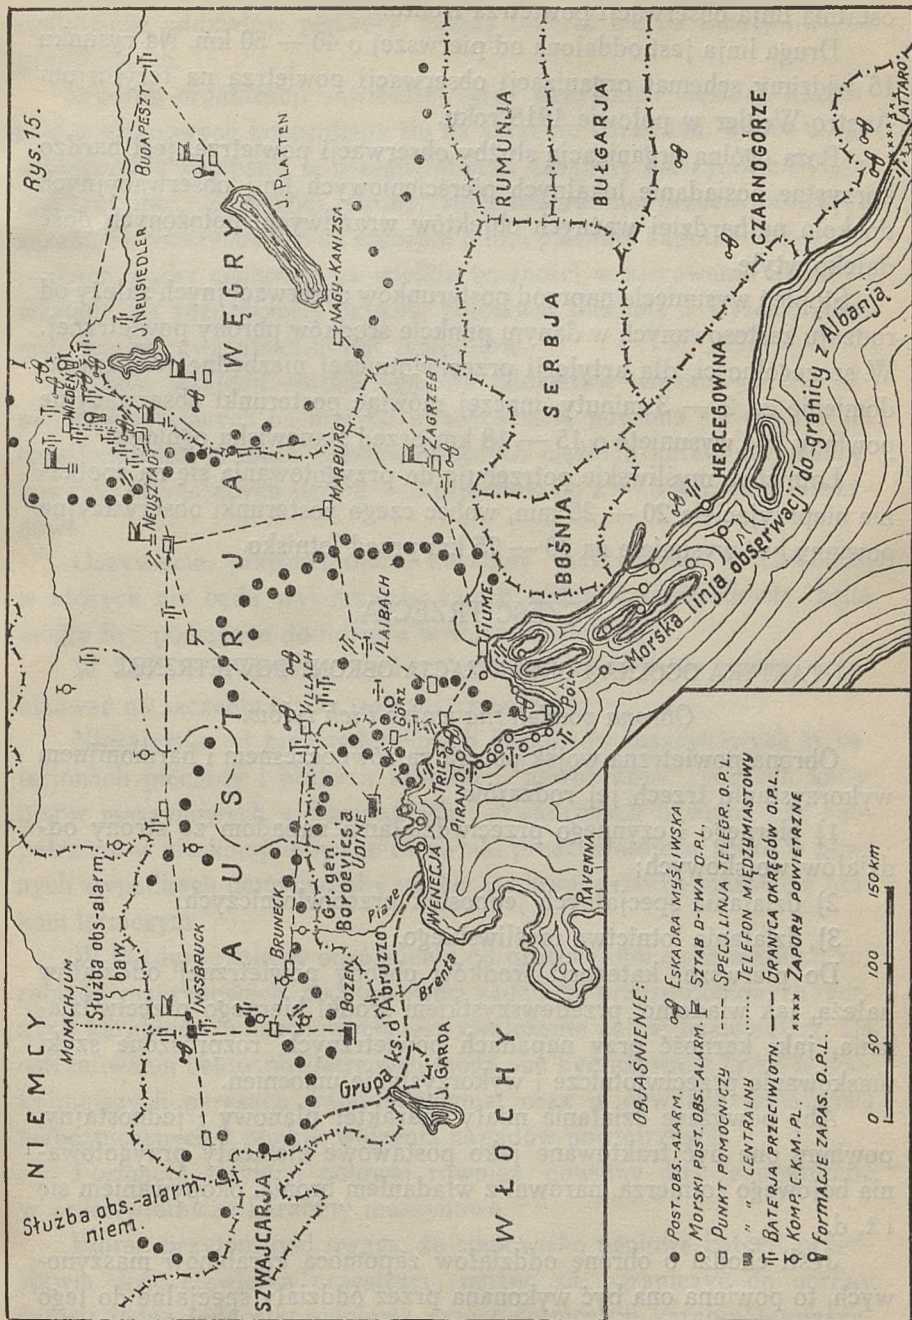 Rys. 15.
NIEMCY
MONACHJUM
Służba obs-alarm.
baw.
Służba obs-alarm
niem.
SZWAJCARJA
INSSBRUCK
AUSTRJA
BRUNECK
BOZEN
Gr. gen.
Boroevicsa
UDINE
Piave
Grupa ks. d'Abruzzo
Brenta
J. GARDA
WŁOCHY
WENECJA
RAVENNA
TRIEST
PIRANO
POLA
FIUME
GÖRZ
VILLACH
LAIBACH
MARBURG
NEUSTADT
WIEDEŃ
J. NEUSIEDLER
BUDAPESZT
WĘGRY
J. PLATTEN
NAGY-KANIZSA
ZAGRZEB
RUMUNJA
BUŁGARJA
SERBJA
BOŚNIA
HERCEGOWINA
CZARNOGORZE
CATTARO
Morska linja obserwacji do granicy z Albanją
OBJAŚNIENIE:
POST. OBS.-ALARM.
MORSKI POST. OBS.-ALARM.
PUNKT POMOCNICZY
" " CENTRALNY
BATERJA PRZECIWLOTN.
KOMP. C.K.M. PL.
FORMACJE ZAPAS. O.P.L.
ESKADRA MYŚLIWSKA
SZTAB D-TWA O.P.L.
SPECJ. LINJA TELEGR. O.P.L.
TELEFON MIĘDZYMIASTOWY
GRANICA OKRĘGÓW O.P.L.
ZAPORY POWIETRZNE
0 50 100 150 km